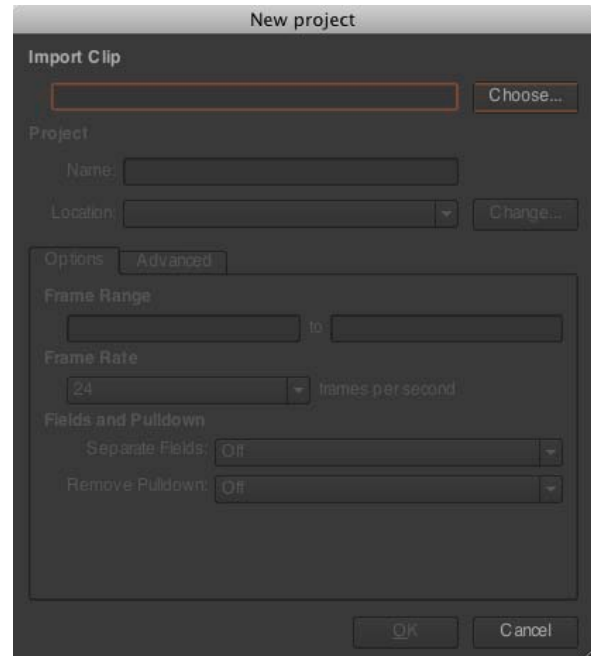 New project
Import Clip
Choose...
Project
Name:
Location:
Change...
Options Advanced
Frame Range
to
Frame Rate
24 frames per second
Fields and Pulldown
Separate Fields: Off
Remove Pulldown: Off
OK Cancel